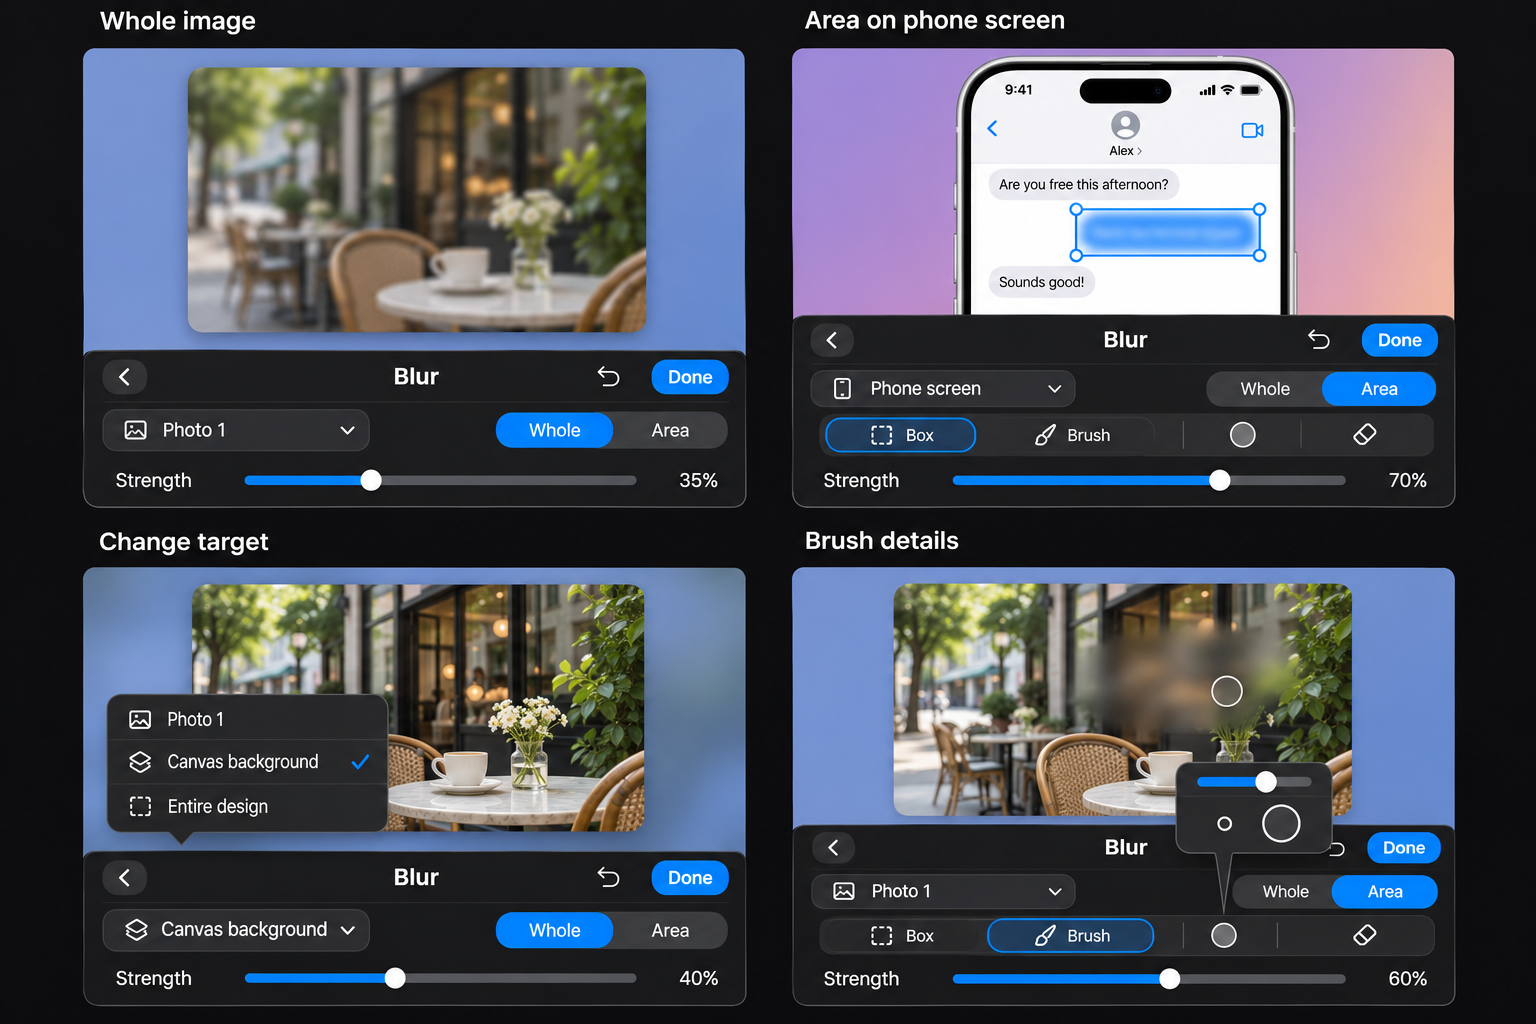 Whole image
Blur
Done
Photo 1
Whole
Area
Strength
35%
Area on phone screen
9:41
Alex
Are you free this afternoon?
Sounds good!
Blur
Done
Phone screen
Whole
Area
Box
Brush
Strength
70%
Change target
Photo 1
Canvas background
Entire design
Blur
Done
Canvas background
Whole
Area
Strength
40%
Brush details
Blur
Done
Photo 1
Whole
Area
Box
Brush
Strength
60%